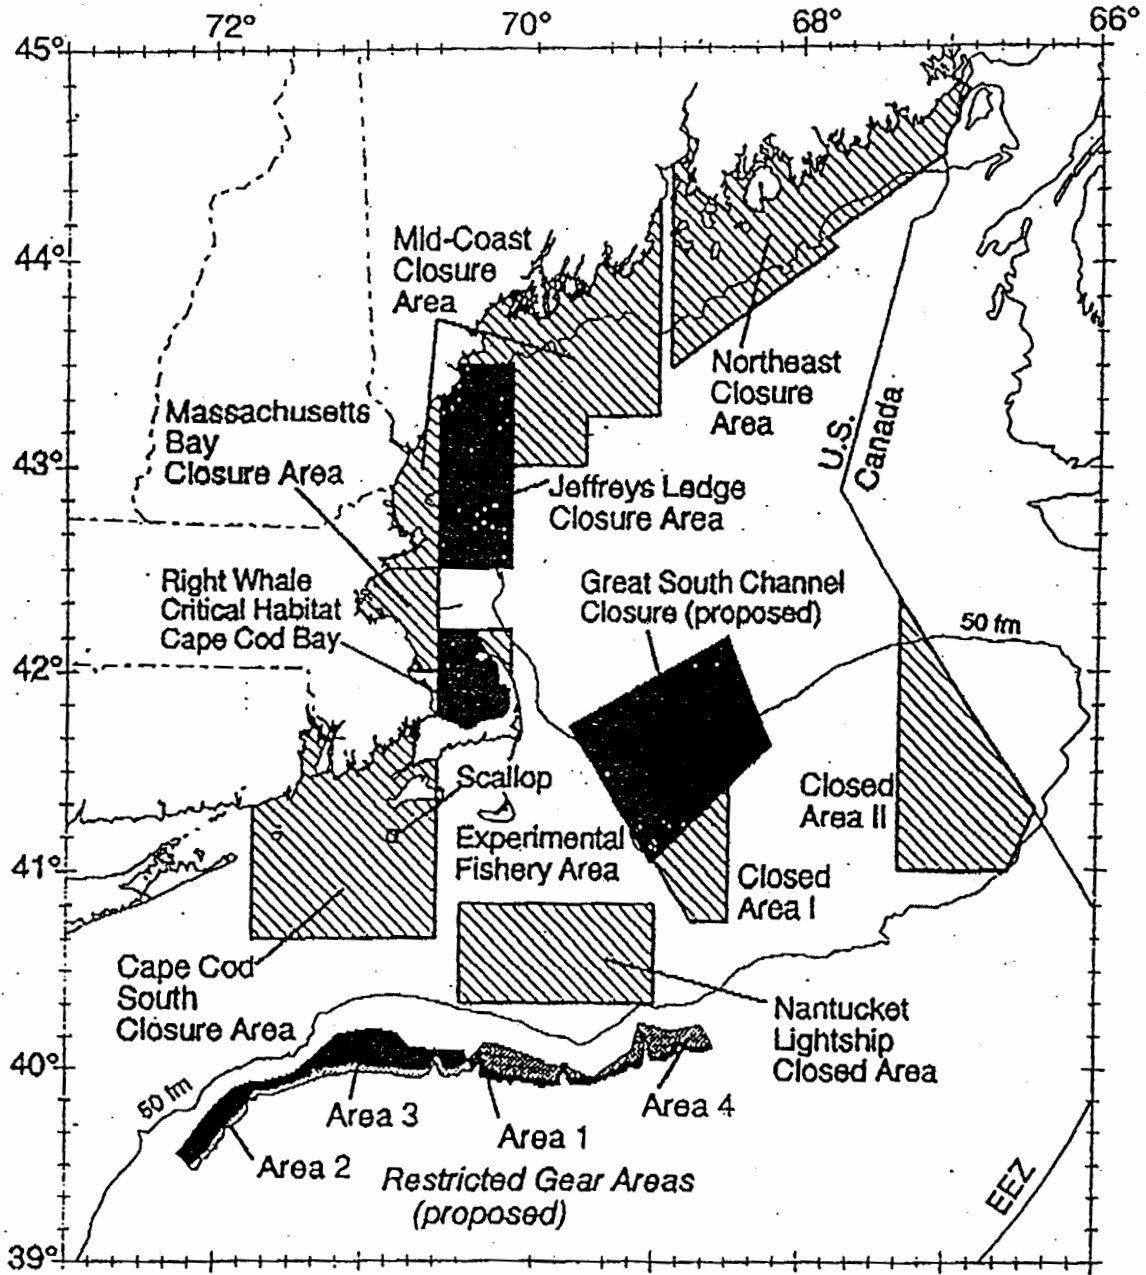 72° 70° 68° 66°
45°
Mid-Coast
Closure
Area
44°
Northeast
Closure
Area
Massachusetts
Bay
Closure Area
U.S.
Canada
43°
Jeffreys Ledge
Closure Area
Right Whale
Critical Habitat
Cape Cod Bay
Great South Channel
Closure (proposed)
50 fm
42°
Scallop
Experimental
Fishery Area
Closed
Area II
41°
Closed
Area I
Cape Cod
South
Closure Area
Nantucket
Lightship
Closed Area
40°
50 fm
Area 3
Area 4
Area 1
Area 2
Restricted Gear Areas
(proposed)
EEZ
39°